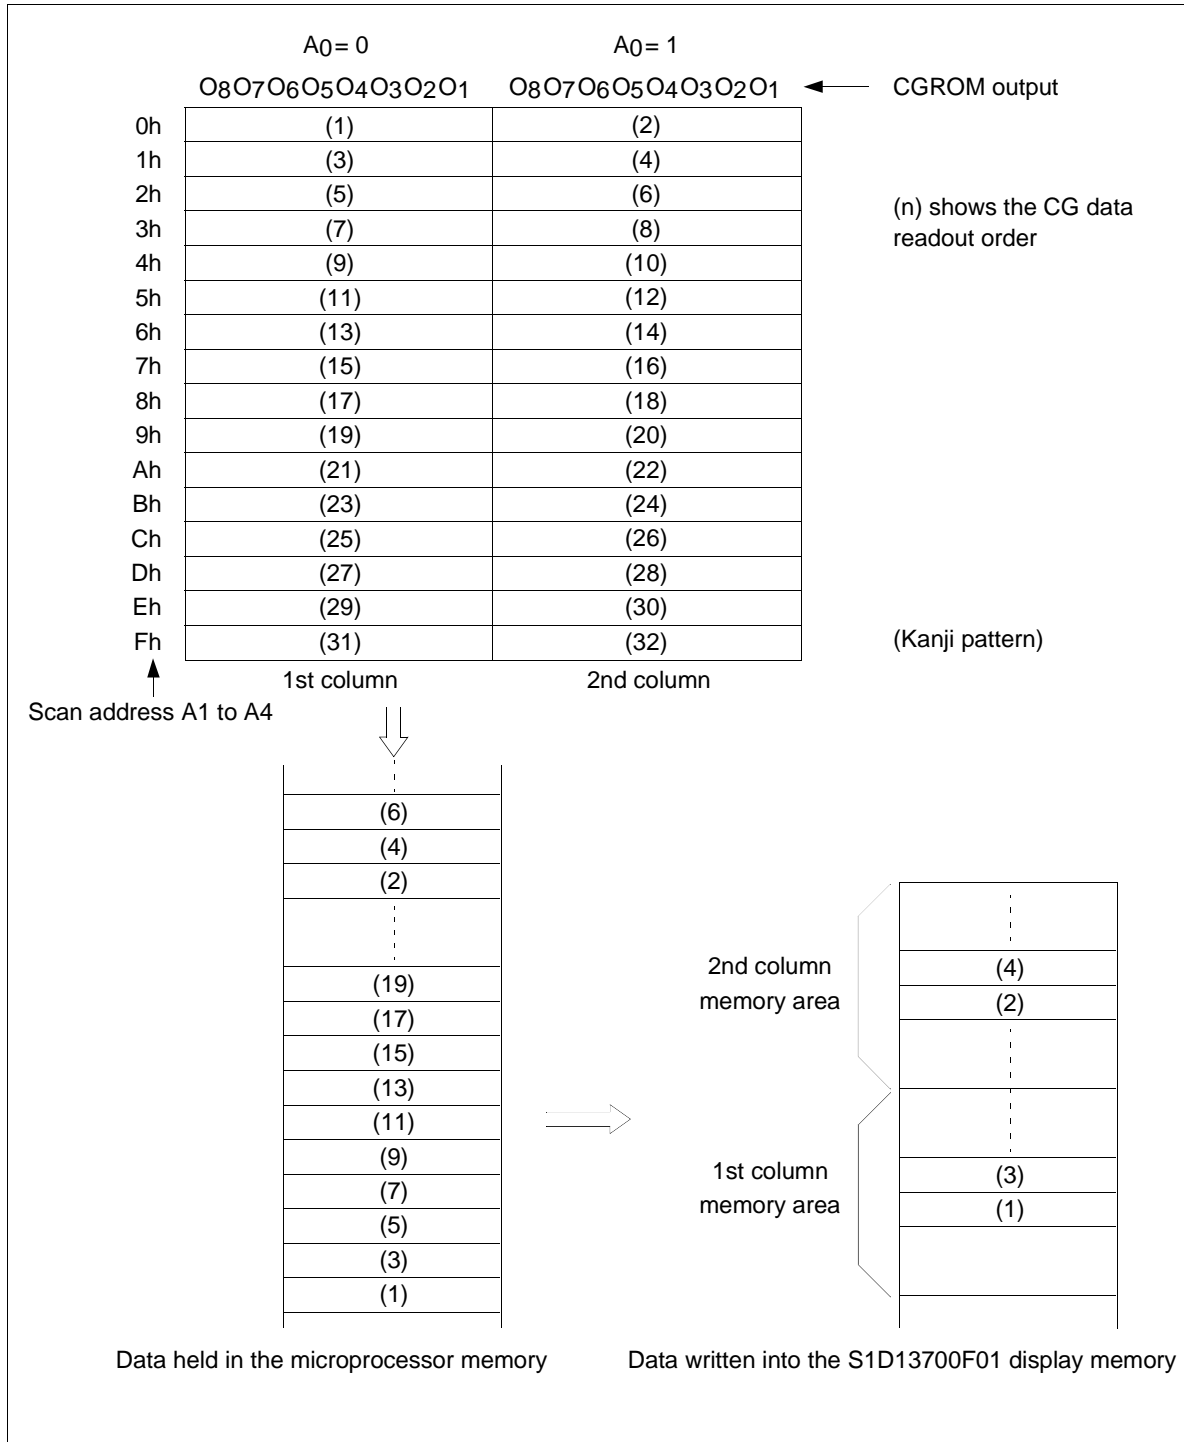 A0= 0 A0= 1
O8O7O6O5O4O3O2O1 O8O7O6O5O4O3O2O1 CGROM output
0h (1) (2)
1h (3) (4)
2h (5) (6)
(n) shows the CG data
readout order
3h (7) (8)
4h (9) (10)
5h (11) (12)
6h (13) (14)
7h (15) (16)
8h (17) (18)
9h (19) (20)
Ah (21) (22)
Bh (23) (24)
Ch (25) (26)
Dh (27) (28)
Eh (29) (30)
Fh (31) (32) (Kanji pattern)
1st column 2nd column
Scan address A1 to A4
(6)
(4)
(2)
(19)
(17)
(15)
(13)
(11)
(9)
(7)
(5)
(3)
(1)
Data held in the microprocessor memory
2nd column
memory area
(4)
(2)
1st column
memory area
(3)
(1)
Data written into the S1D13700F01 display memory